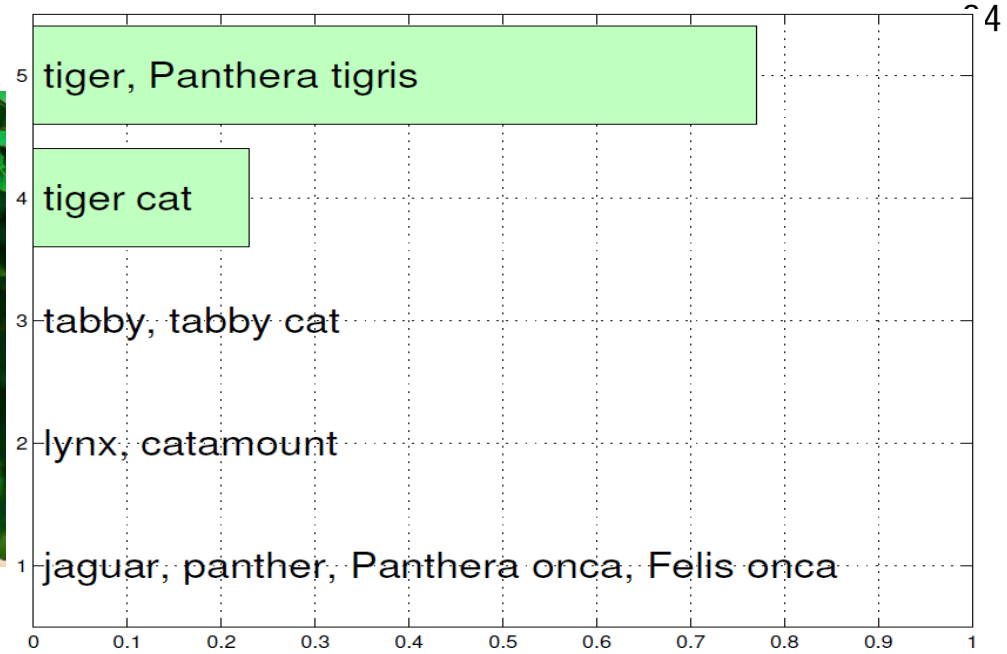 4
5 tiger, Panthera tigris
4 tiger cat
3 tabby, tabby cat
2 lynx, catamount
1 jaguar, panther, Panthera onca, Felis onca
0 0.1 0.2 0.3 0.4 0.5 0.6 0.7 0.8 0.9 1